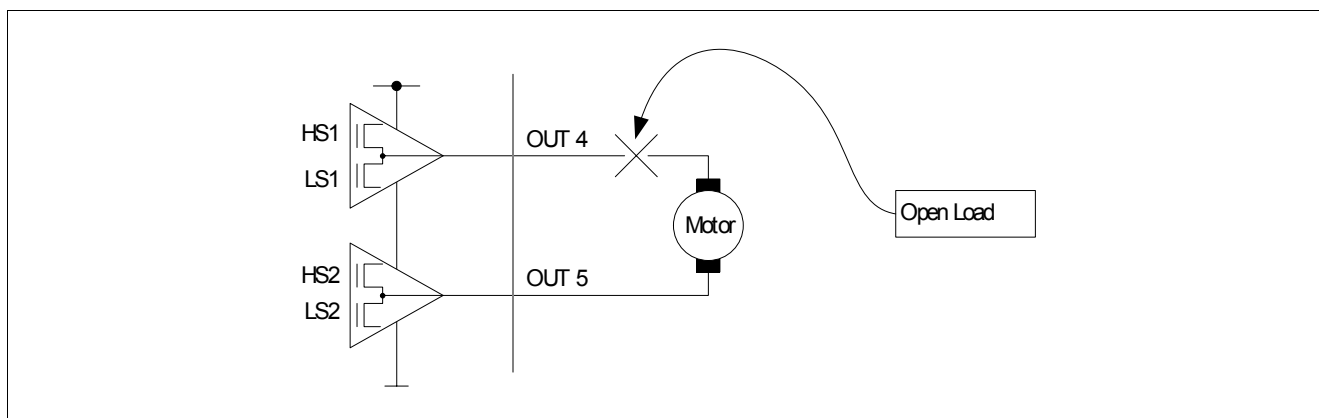 HS1
OUT 4
LS1
Open Load
Motor
HS2
OUT 5
LS2